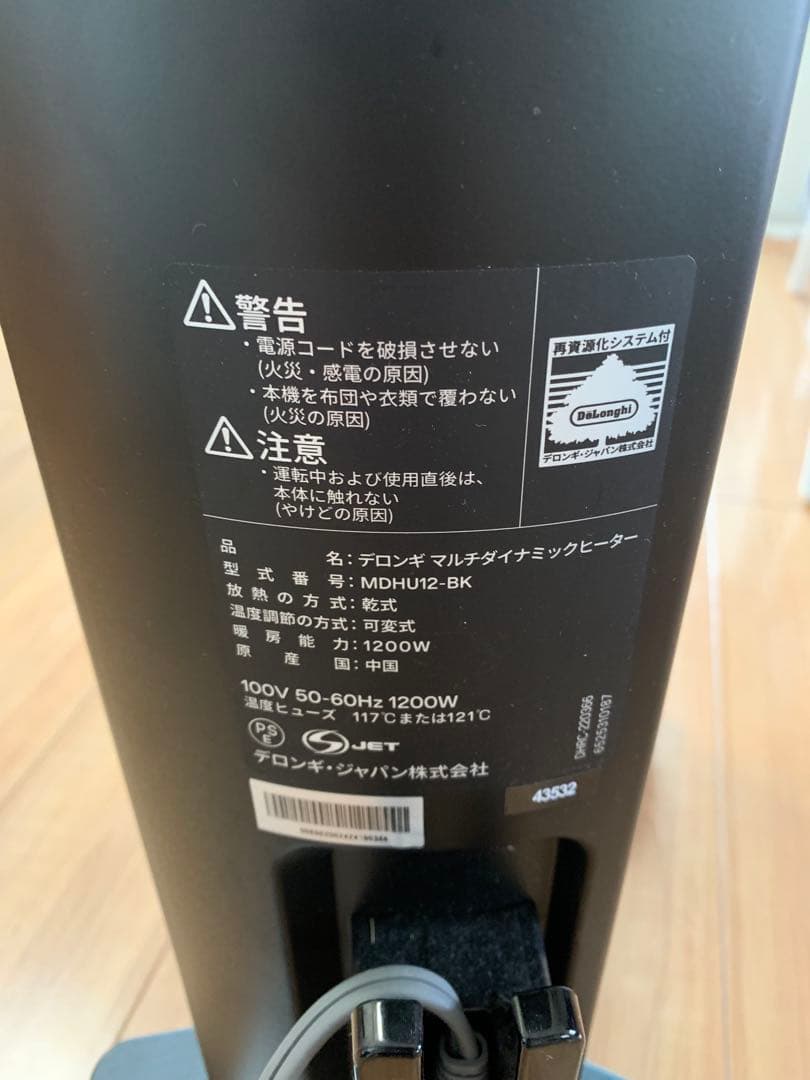 警告
・電源コードを破損させない
(火災・感電の原因)
・本機を布団や衣類で覆わない
(火災の原因)
注意
・運転中および使用直後は、
本体に触れない
(やけどの原因)
再資源化システム付
DeLonghi
デロンギ・ジャパン株式会社
品名：デロンギ マルチダイナミックヒーター
型式番号：MDHU12-BK
放熱の方式：乾式
温度調節の方式：可変式
暖房能力：1200W
原産国：中国
100V 50-60Hz 1200W
温度ヒューズ 117℃または121℃
PSE
JET
デロンギ・ジャパン株式会社
DHRC-220366
6525310187
43532